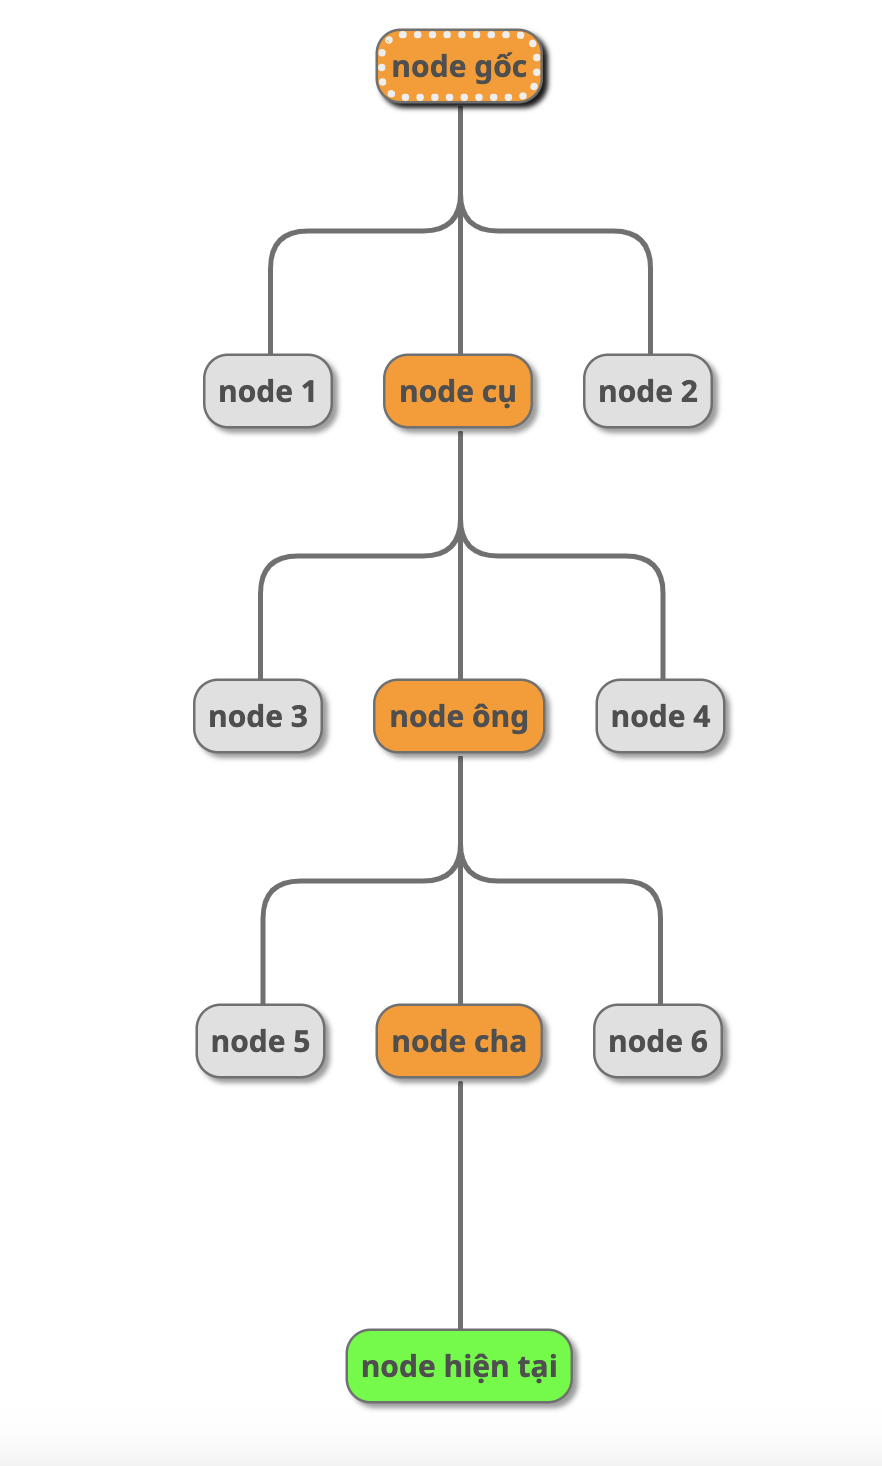 node gốc
node 1
node cụ
node 2
node 3
node ông
node 4
node 5
node cha
node 6
node hiện tại